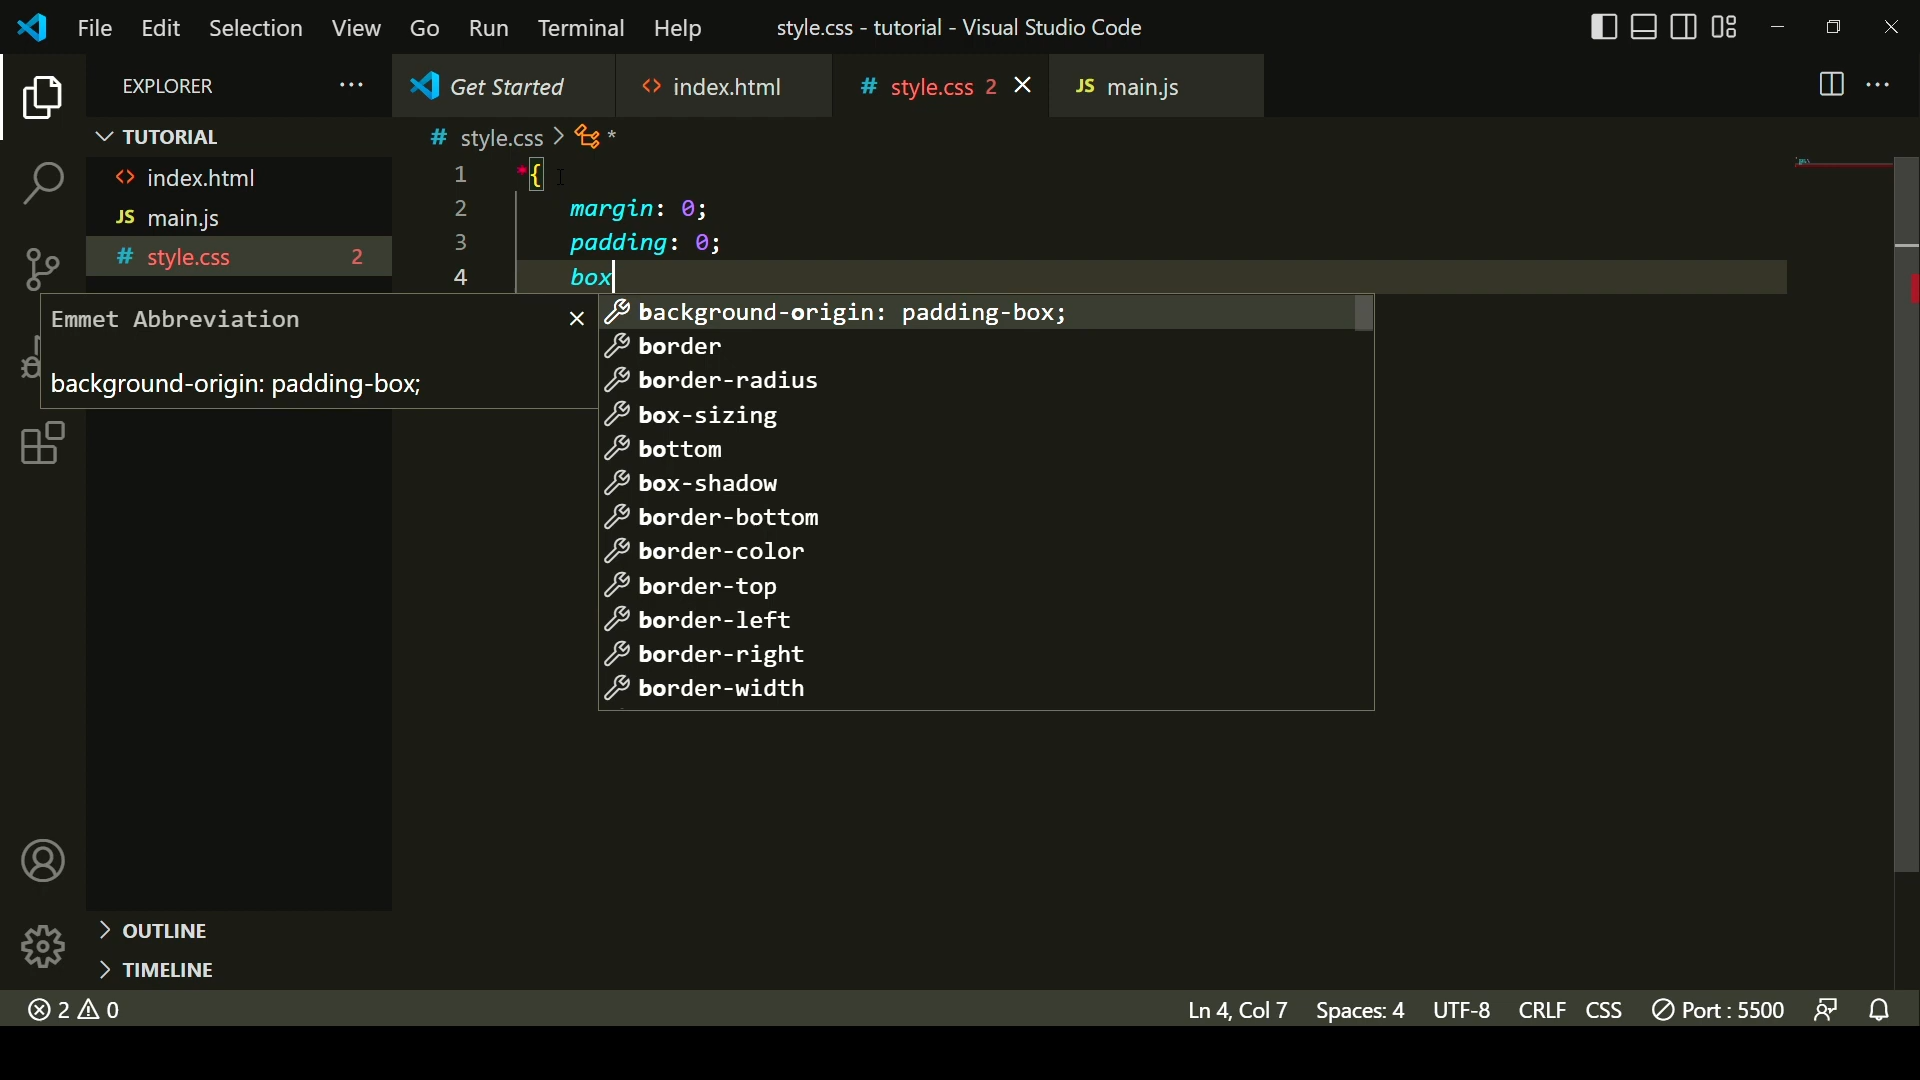 File Edit Selection View Go Run Terminal Help style.css - tutorial - Visual Studio Code
EXPLORER ···
Get Started <> index.html # style.css 2 × JS main.js
TUTORIAL
<> index.html
JS main.js
# style.css 2
# style.css > *
1 *{
2 margin: 0;
3 padding: 0;
4 box
Emmet Abbreviation ×
background-origin: padding-box;
background-origin: padding-box;
border
border-radius
box-sizing
bottom
box-shadow
border-bottom
border-color
border-top
border-left
border-right
border-width
OUTLINE
TIMELINE
2 0 Ln 4, Col 7 Spaces: 4 UTF-8 CRLF CSS Port : 5500